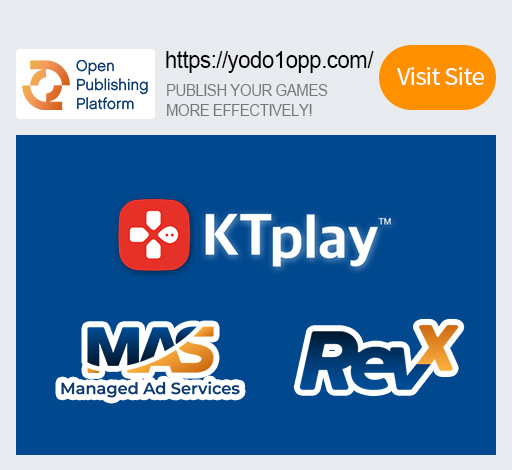 Open
Publishing
Platform
https://yodo1opp.com/
PUBLISH YOUR GAMES
MORE EFFECTIVELY!
Visit Site
KTplay™
MAS
Managed Ad Services
RevX